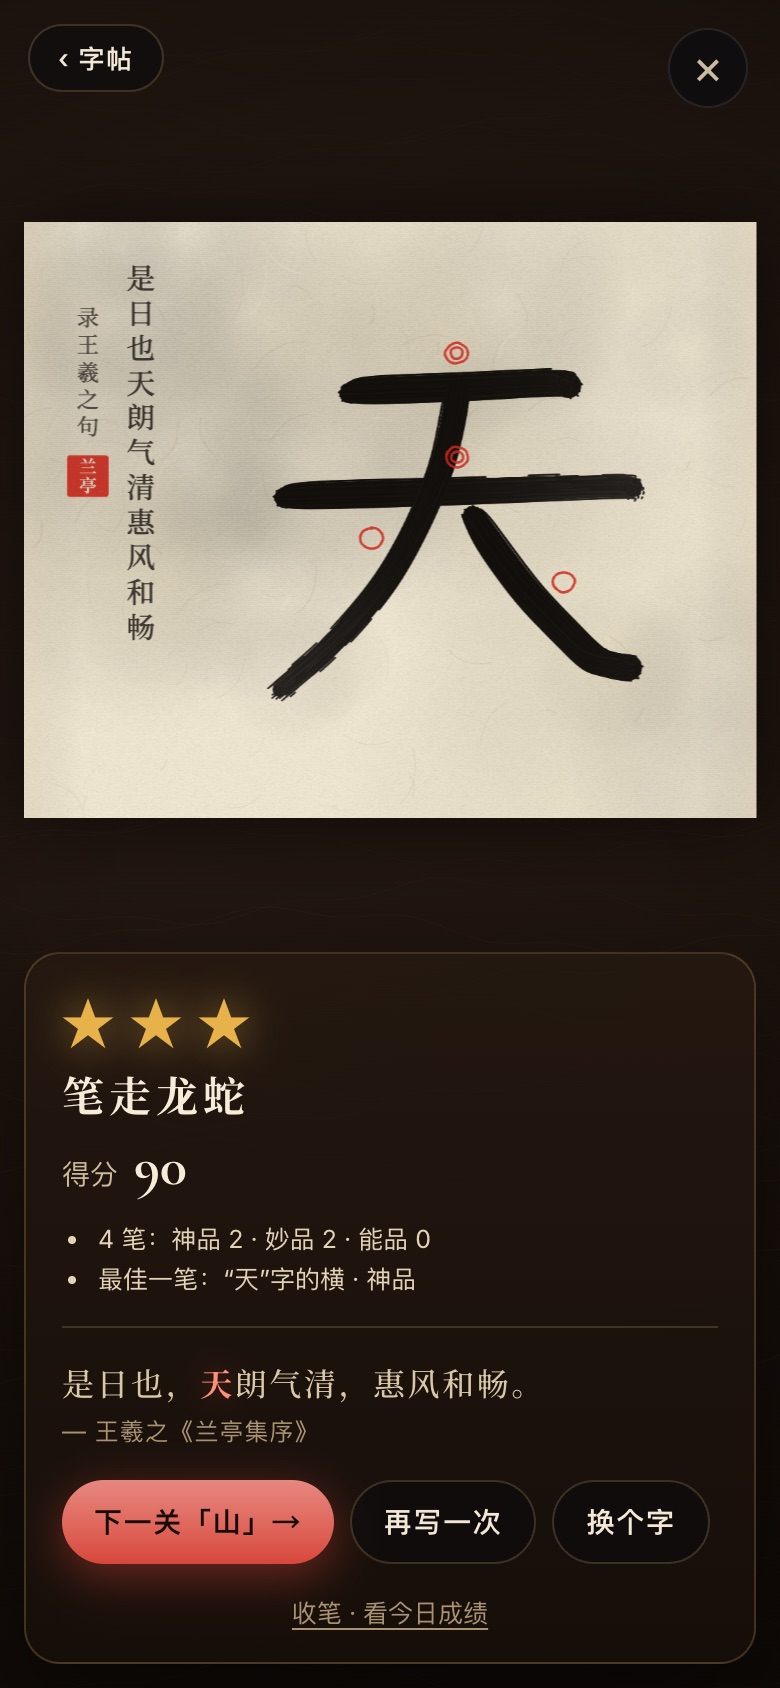 ‹ 字帖
×
是日也天朗气清惠风和畅
录王羲之句
兰亭
天
笔走龙蛇
得分 90
• 4 笔：神品 2 · 妙品 2 · 能品 0
• 最佳一笔：“天”字的横 · 神品
是日也，天朗气清，惠风和畅。
— 王羲之《兰亭集序》
下一关「山」→
再写一次
换个字
收笔 · 看今日成绩